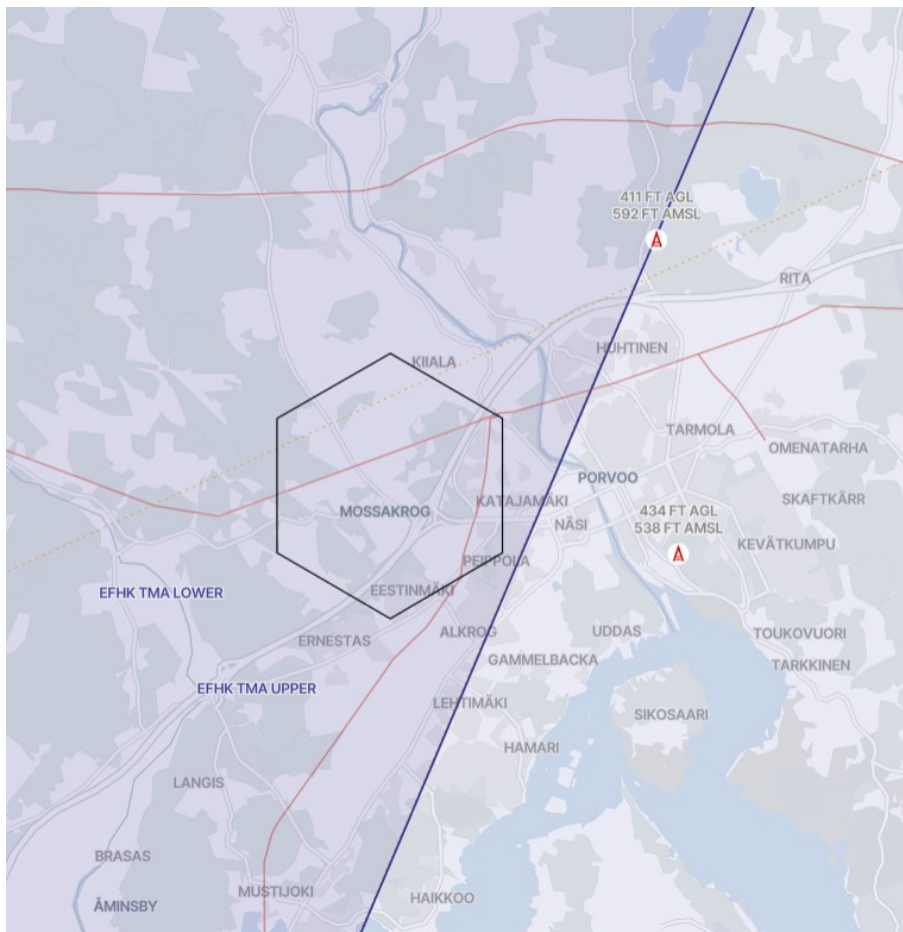 411 FT AGL
592 FT AMSL
RITA
HUHTINEN
KIIALA
TARMOLA
OMENATARHA
PORVOO
SKAFTKÄRR
KATAJAMÄKI
MOSSAKROG
434 FT AGL
538 FT AMSL
NÄSI
KEVÄTKUMPU
PEIPPOLA
EESTINMÄKI
EFHK TMA LOWER
ERNESTAS
ALKROG
UDDAS
TOUKOVUORI
GAMMELBACKA
TARKKINEN
EFHK TMA UPPER
LEHTIMÄKI
SIKOSAARI
HAMARI
LANGIS
BRASAS
MUSTIJOKI
HAIKKOO
ÅMINSBY